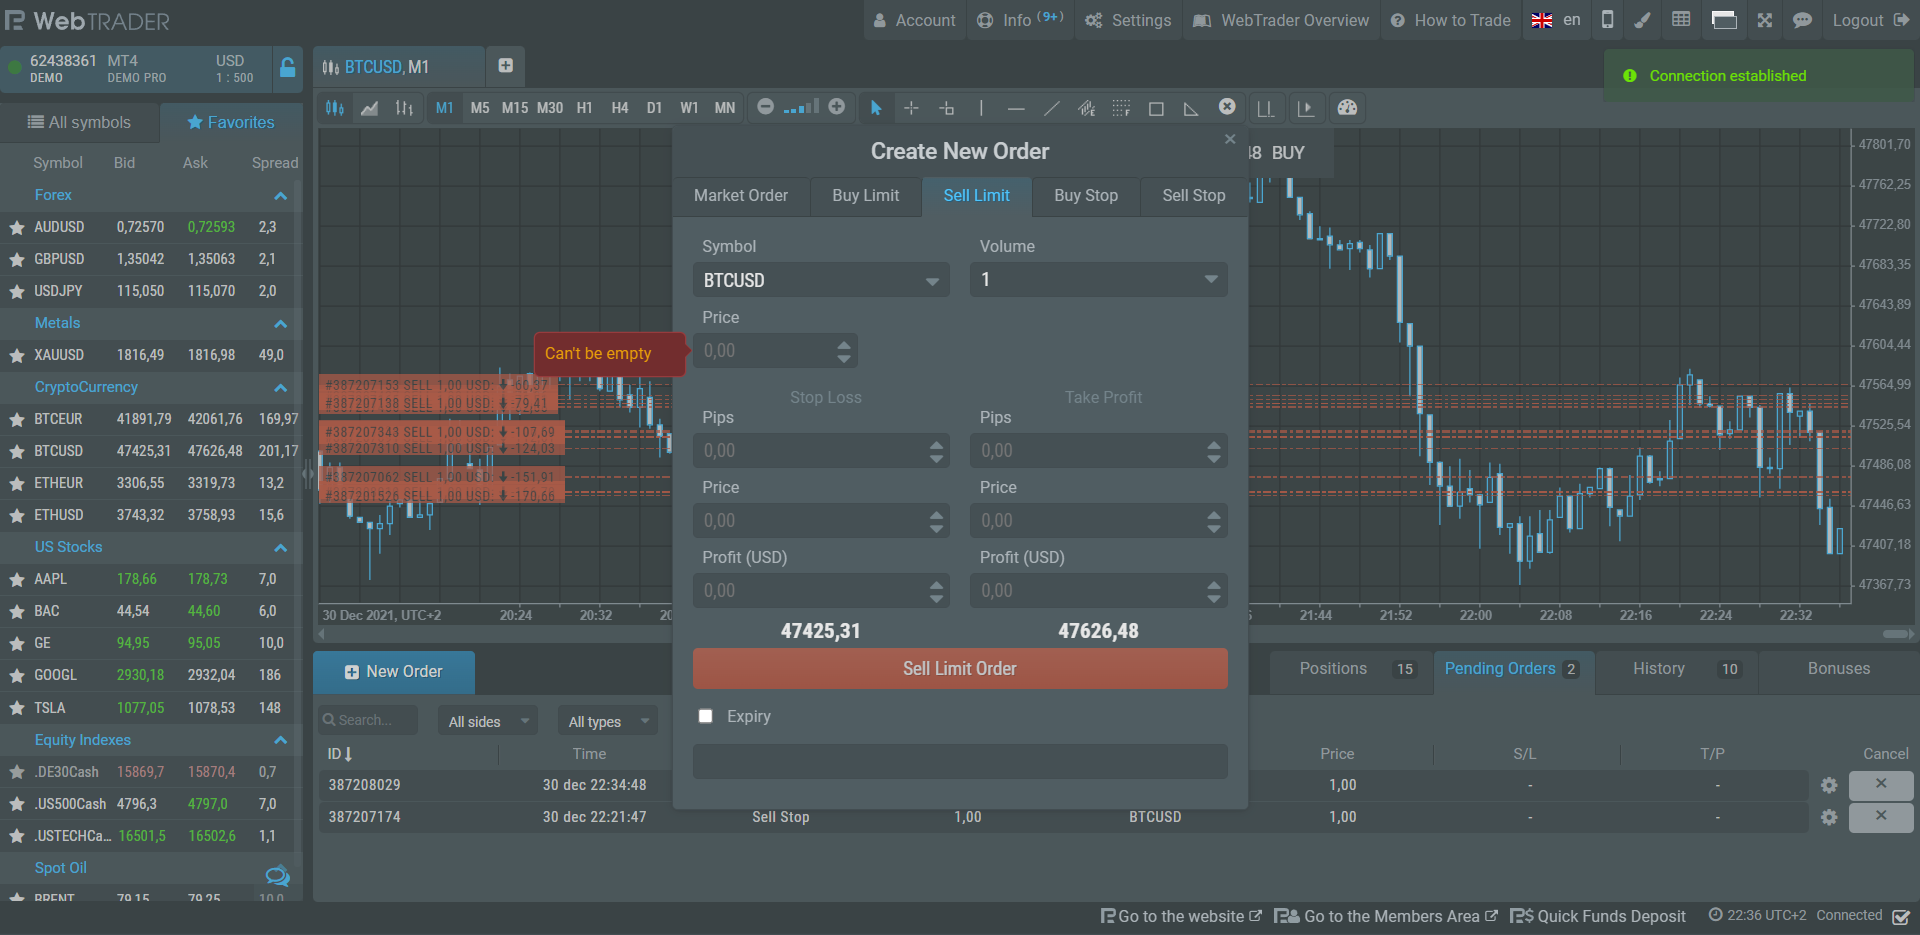 WebTRADER
Account Info (9+) Settings WebTrader Overview How to Trade en Logout
62438361 MT4 USD
DEMO DEMO PRO 1 : 500
BTCUSD, M1
Connection established
All symbols Favorites
M1 M5 M15 M30 H1 H4 D1 W1 MN
Symbol Bid Ask Spread
Forex
AUDUSD 0,72570 0,72593 2,3
GBPUSD 1,35042 1,35063 2,1
USDJPY 115,050 115,070 2,0
Metals
XAUUSD 1816,49 1816,98 49,0
CryptoCurrency
BTCEUR 41891,79 42061,76 169,97
BTCUSD 47425,31 47626,48 201,17
ETHEUR 3306,55 3319,73 13,2
ETHUSD 3743,32 3758,93 15,6
US Stocks
AAPL 178,66 178,73 7,0
BAC 44,54 44,60 6,0
GE 94,95 95,05 10,0
GOOGL 2930,18 2932,04 186
TSLA 1077,05 1078,53 148
Equity Indexes
.DE30Cash 15869,7 15870,4 0,7
.US500Cash 4796,3 4797,0 7,0
.USTECHCa... 16501,5 16502,6 1,1
Spot Oil
BRENT 79,15 79,25 10,0
#387207153 SELL 1,00 USD: -60,37
#387207138 SELL 1,00 USD: -79,41
#387207343 SELL 1,00 USD: -107,69
#387207310 SELL 1,00 USD: -124,03
#387207062 SELL 1,00 USD: -151,91
#387201526 SELL 1,00 USD: -170,66
48 BUY
47801,70
47762,25
47722,80
47683,35
47643,89
47604,44
47564,99
47525,54
47486,08
47446,63
47407,18
47367,73
30 Dec 2021, UTC+2 20:24 20:32 21:44 21:52 22:00 22:08 22:16 22:24 22:32
Create New Order
Market Order Buy Limit Sell Limit Buy Stop Sell Stop
Symbol Volume
BTCUSD 1
Price
Can't be empty
0,00
Stop Loss Take Profit
Pips Pips
0,00 0,00
Price Price
0,00 0,00
Profit (USD) Profit (USD)
0,00 0,00
47425,31 47626,48
Sell Limit Order
Expiry
New Order
Positions 15 Pending Orders 2 History 10 Bonuses
Search... All sides All types
ID Time Price S/L T/P Cancel
387208029 30 dec 22:34:48 1,00 - -
387207174 30 dec 22:21:47 Sell Stop 1,00 BTCUSD 1,00 - -
Go to the website Go to the Members Area Quick Funds Deposit 22:36 UTC+2 Connected